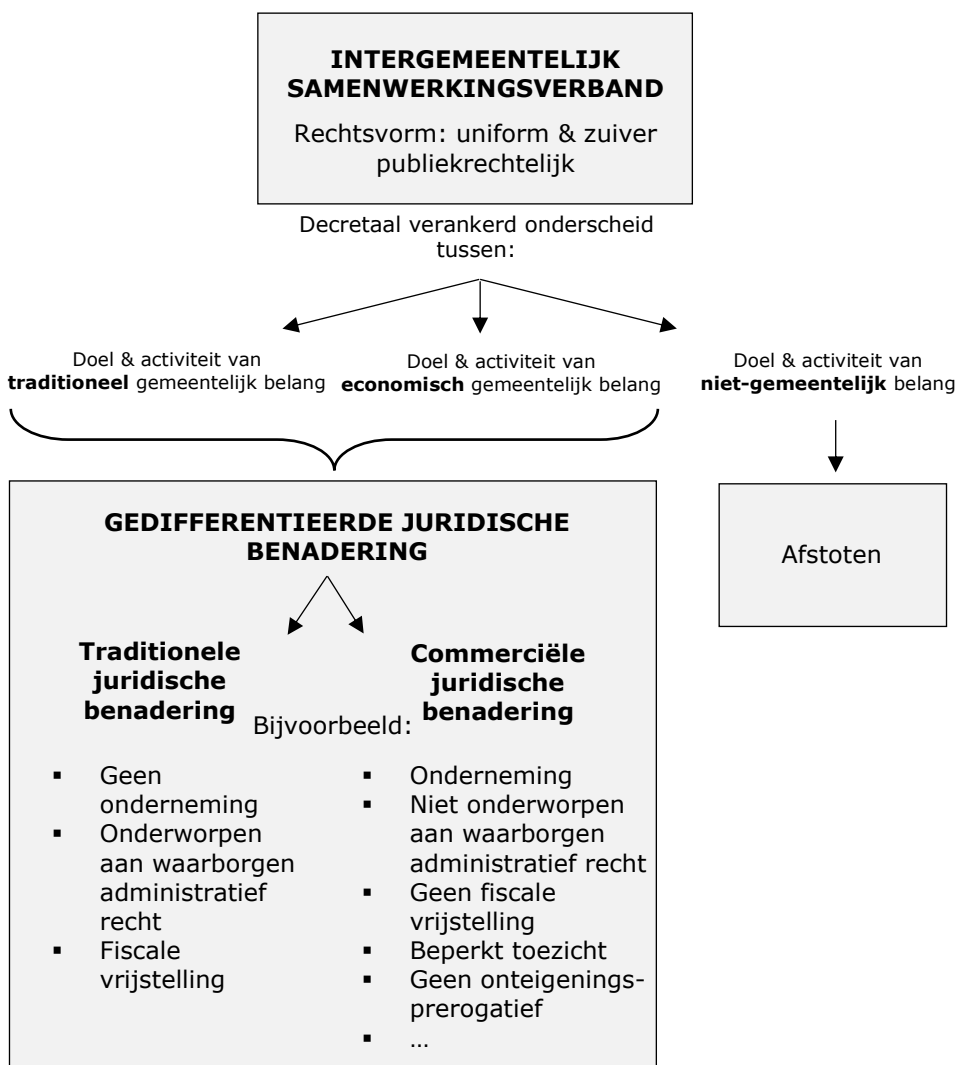 INTERGEMEENTELIJK
SAMENWERKINGSVERBAND
Rechtsvorm: uniform & zuiver
publiekrechtelijk
Decretaal verankerd onderscheid
tussen:
Doel & activiteit van
traditioneel gemeentelijk belang
Doel & activiteit van
economisch gemeentelijk belang
Doel & activiteit van
niet-gemeentelijk belang
GEDIFFERENTIEERDE JURIDISCHE
BENADERING
Afstoten
Traditionele
juridische
benadering
Commerciële
juridische
benadering
Bijvoorbeeld:
▪ Geen
onderneming
▪ Onderworpen
aan waarborgen
administratief
recht
▪ Fiscale
vrijstelling
▪ Onderneming
▪ Niet onderworpen
aan waarborgen
administratief recht
▪ Geen fiscale
vrijstelling
▪ Beperkt toezicht
▪ Geen onteigenings-
prerogatief
▪ …